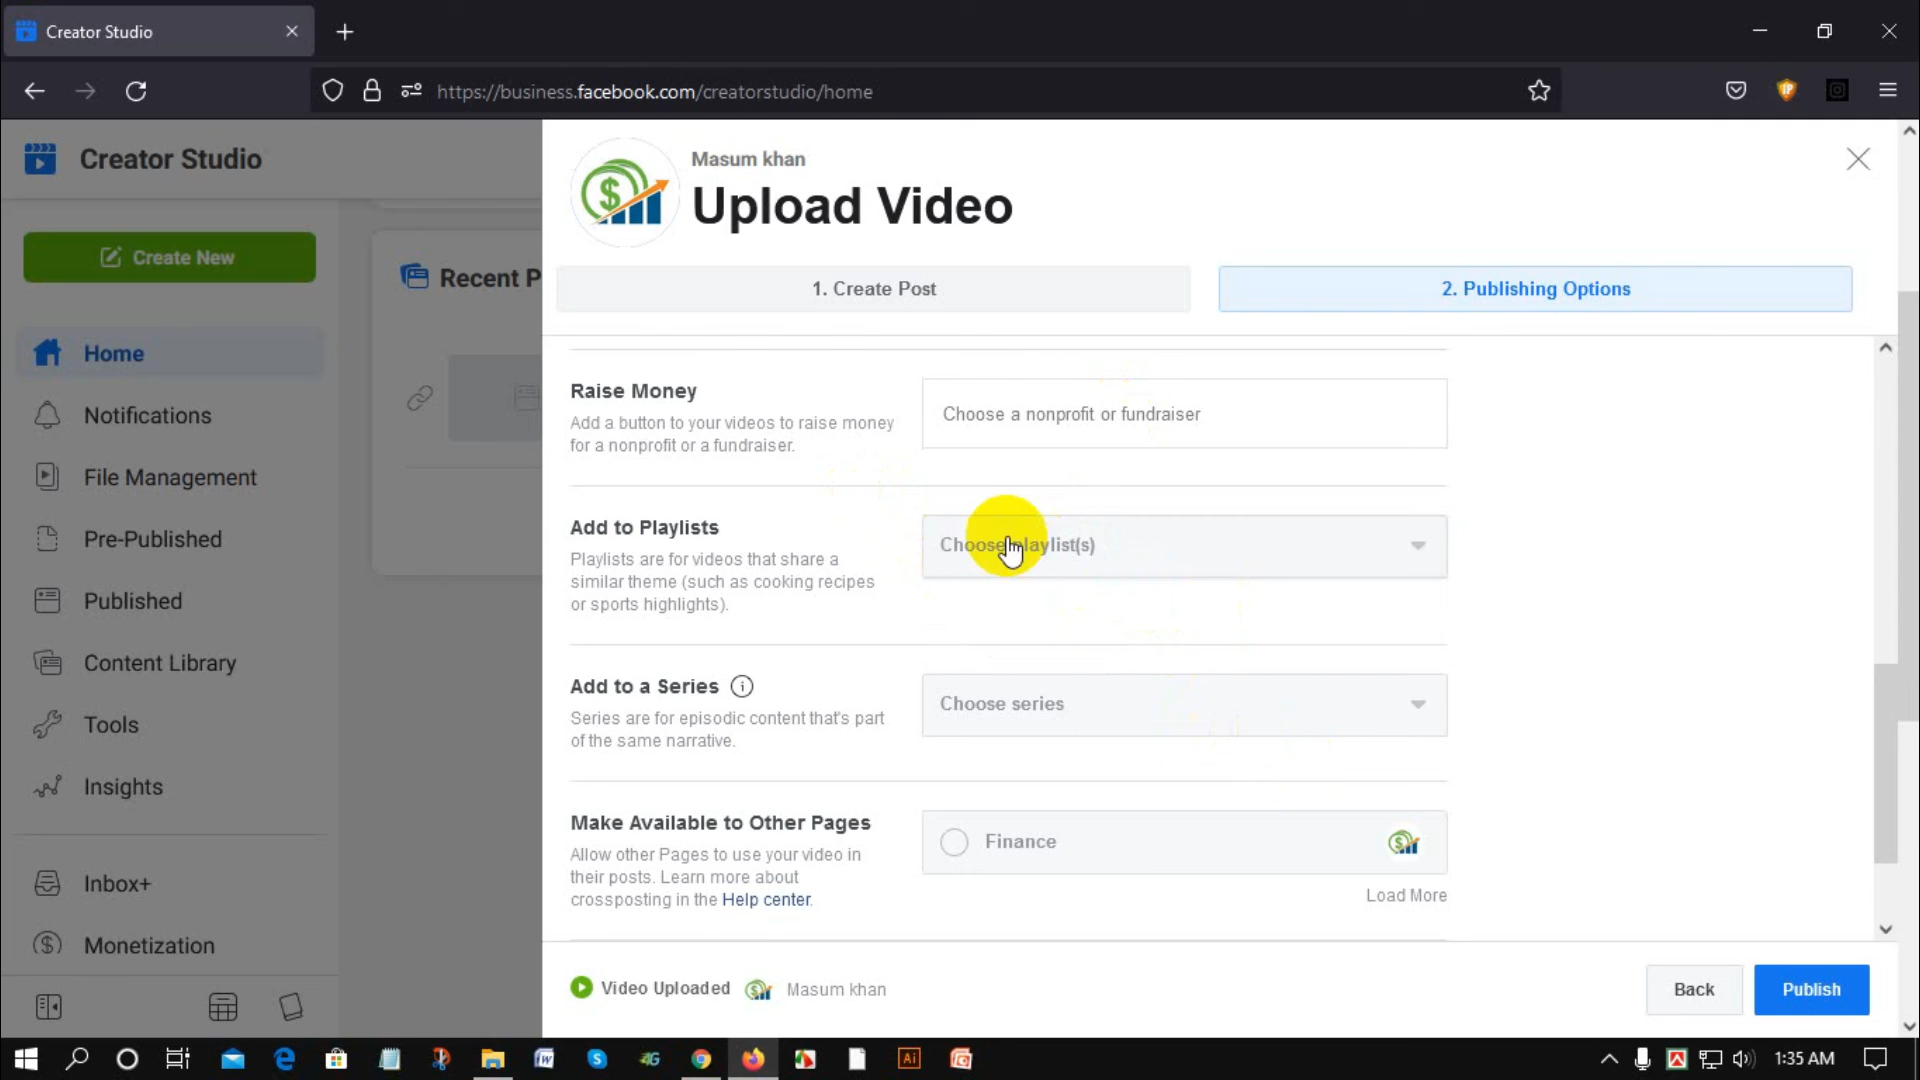 Creator Studio
https://business.facebook.com/creatorstudio/home
Creator Studio
Create New
Home
Notifications
File Management
Pre-Published
Published
Content Library
Tools
Insights
Inbox+
Monetization
Recent P
Masum khan
Upload Video
1. Create Post
2. Publishing Options
Raise Money
Add a button to your videos to raise money
for a nonprofit or a fundraiser.
Choose a nonprofit or fundraiser
Add to Playlists
Playlists are for videos that share a
similar theme (such as cooking recipes
or sports highlights).
Choose playlist(s)
Add to a Series
Series are for episodic content that's part
of the same narrative.
Choose series
Make Available to Other Pages
Allow other Pages to use your video in
their posts. Learn more about
crossposting in the Help center.
Finance
Load More
Video Uploaded
Masum khan
Back
Publish
1:35 AM